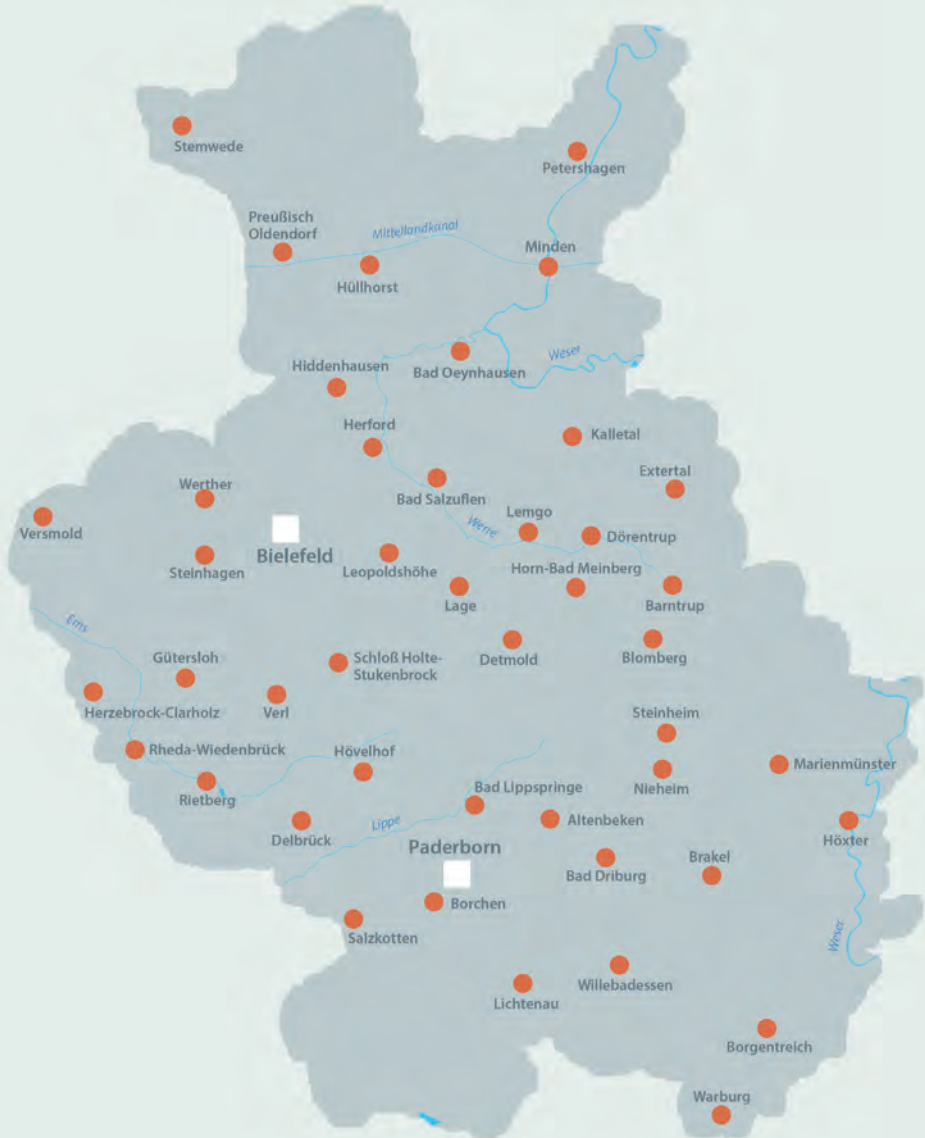 Stemwede
Petershagen
Preußisch
Oldendorf
Mittellandkanal
Minden
Hüllhorst
Weser
Hiddenhausen
Bad Oeynhausen
Herford
Kalletal
Extertal
Werther
Bad Salzuflen
Versmold
Lemgo
Werre
Dörentrup
Bielefeld
Steinhagen
Leopoldshöhe
Horn-Bad Meinberg
Lage
Barntrup
Ems
Gütersloh
Schloß Holte-
Stukenbrock
Detmold
Blomberg
Herzebrock-Clarholz
Verl
Steinheim
Rheda-Wiedenbrück
Hövelhof
Marienmünster
Rietberg
Bad Lippspringe
Nieheim
Lippe
Altenbeken
Delbrück
Höxter
Paderborn
Bad Driburg
Brakel
Borchen
Salzkotten
Weser
Willebadessen
Lichtenau
Borgentreich
Warburg